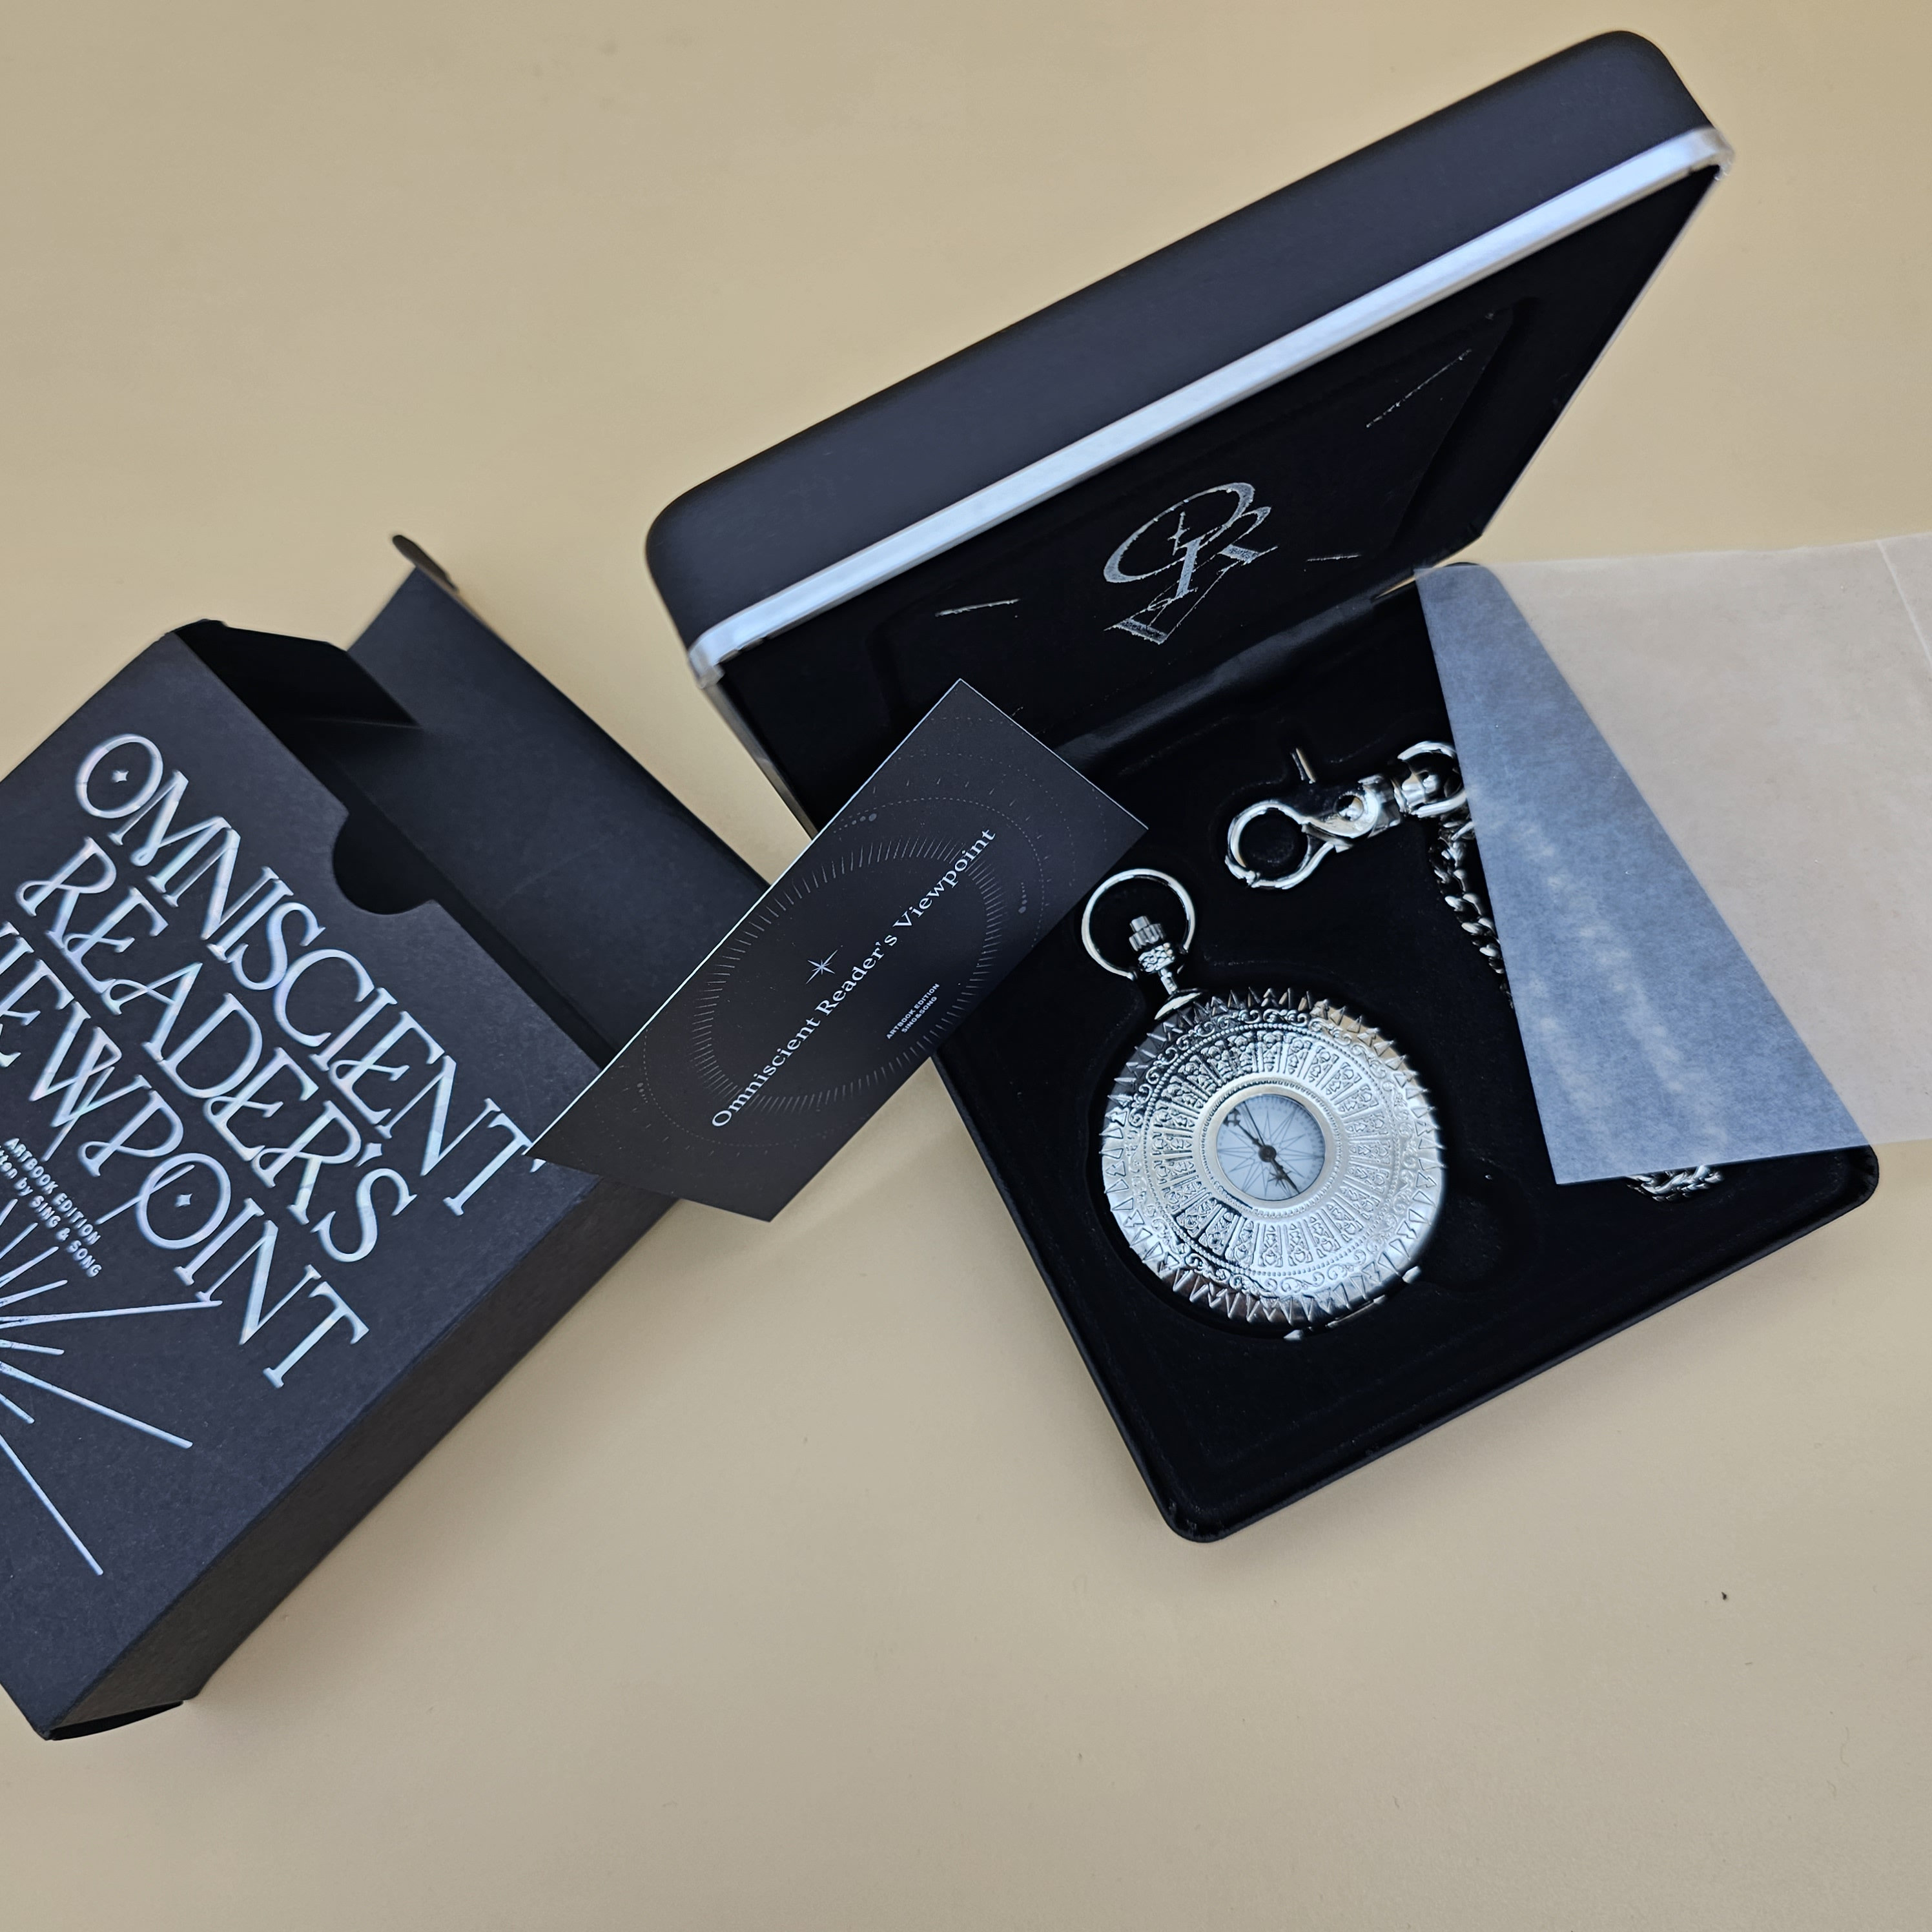 OMNISCIENT
READER'S
VIEWPOINT
ARTBOOK EDITION
by SING & SONG
Omniscient Reader's Viewpoint
ARTBOOK EDITION
SING&SONG